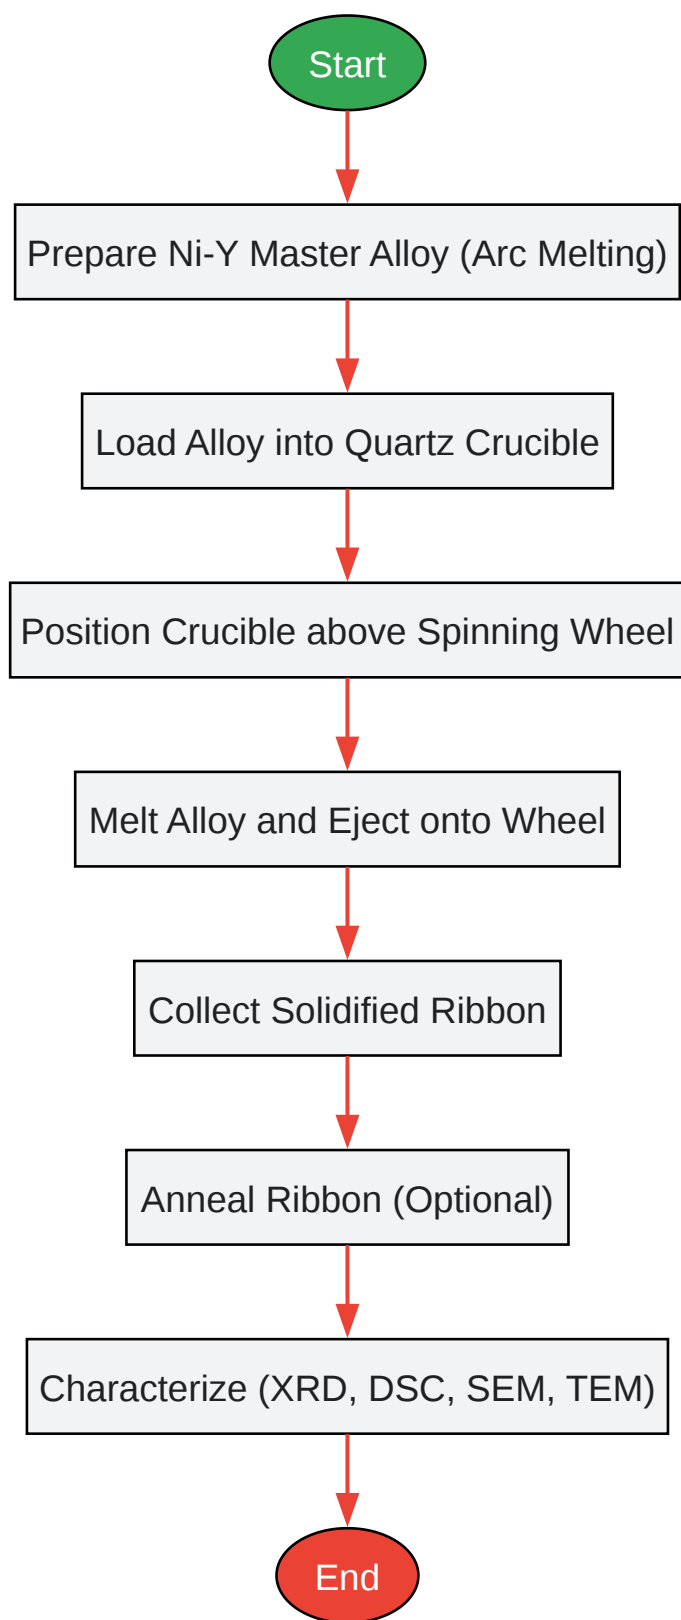 Start
Prepare Ni-Y Master Alloy (Arc Melting)
Load Alloy into Quartz Crucible
Position Crucible above Spinning Wheel
Melt Alloy and Eject onto Wheel
Collect Solidified Ribbon
Anneal Ribbon (Optional)
Characterize (XRD, DSC, SEM, TEM)
End